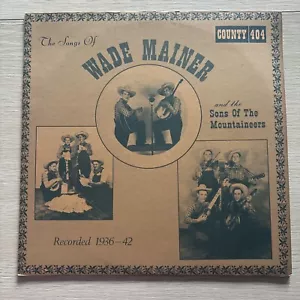 The Songs Of
COUNTY 404
WADE MAINER
and the
Sons Of The
Mountaineers
Recorded 1936-42